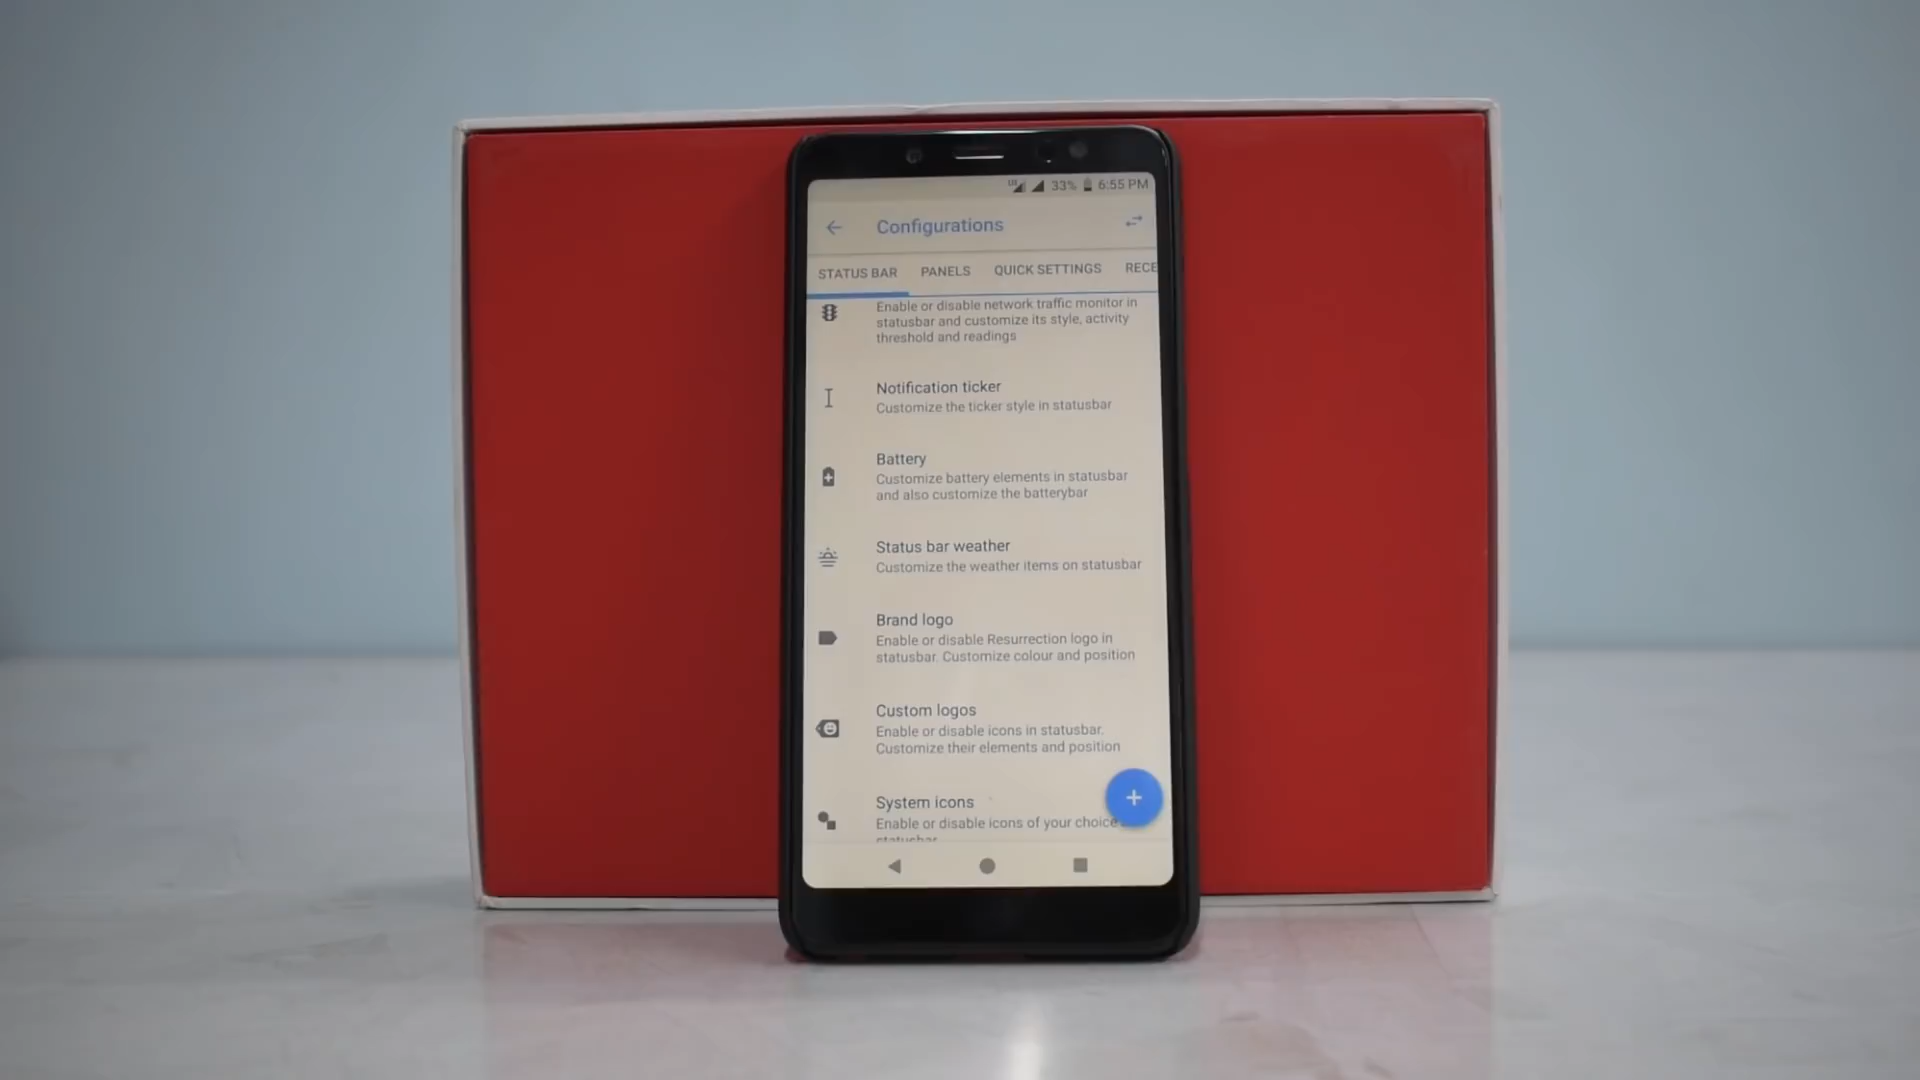 33% 6:55 PM
Configurations
STATUS BAR PANELS QUICK SETTINGS RECE
Enable or disable network traffic monitor in
statusbar and customize its style, activity
threshold and readings
Notification ticker
Customize the ticker style in statusbar
Battery
Customize battery elements in statusbar
and also customize the batterybar
Status bar weather
Customize the weather items on statusbar
Brand logo
Enable or disable Resurrection logo in
statusbar. Customize colour and position
Custom logos
Enable or disable icons in statusbar.
Customize their elements and position
System icons
Enable or disable icons of your choice
statusbar